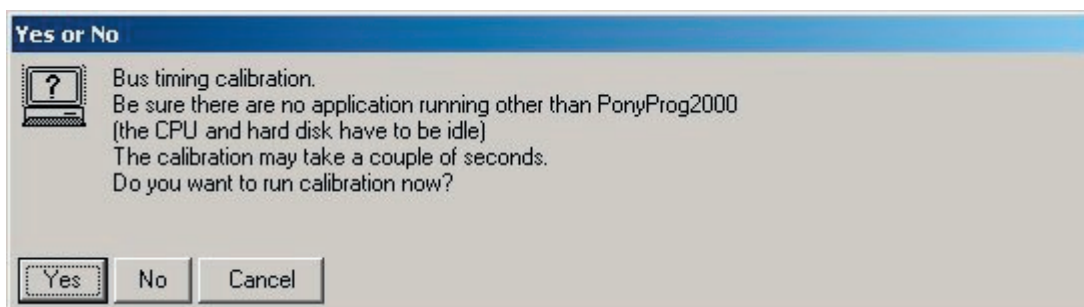 Yes or No
?
Bus timing calibration.
Be sure there are no application running other than PonyProg2000
(the CPU and hard disk have to be idle)
The calibration may take a couple of seconds.
Do you want to run calibration now?
Yes No Cancel